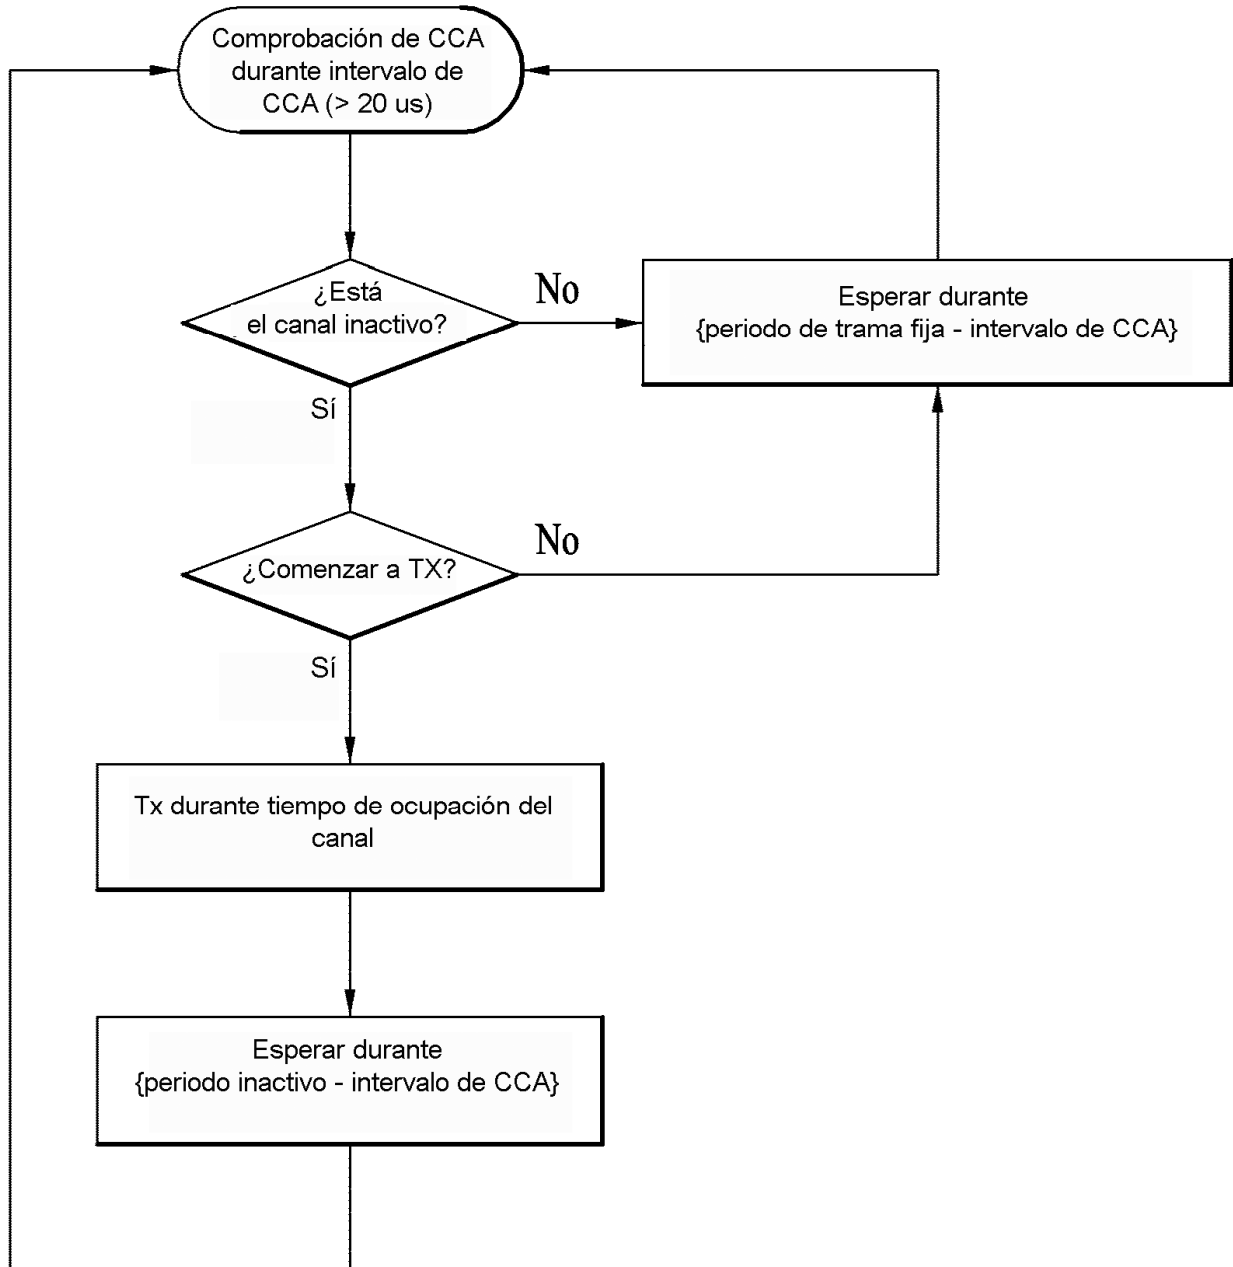 Comprobación de CCA
durante intervalo de
CCA (> 20 us)
¿Está
el canal inactivo?
No
Esperar durante
{periodo de trama fija - intervalo de CCA}
Sí
¿Comenzar a TX?
No
Sí
Tx durante tiempo de ocupación del
canal
Esperar durante
{periodo inactivo - intervalo de CCA}